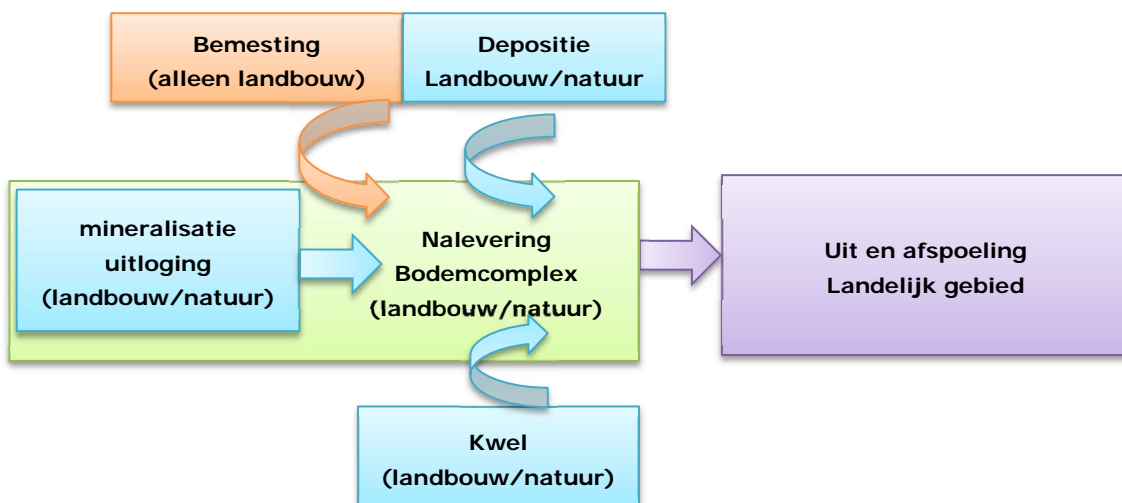 Bemesting
(alleen landbouw)
Depositie
Landbouw/natuur
mineralisatie
uitloging
(landbouw/natuur)
Nalevering
Bodemcomplex
(landbouw/natuur)
Uit en afspoeling
Landelijk gebied
Kwel
(landbouw/natuur)